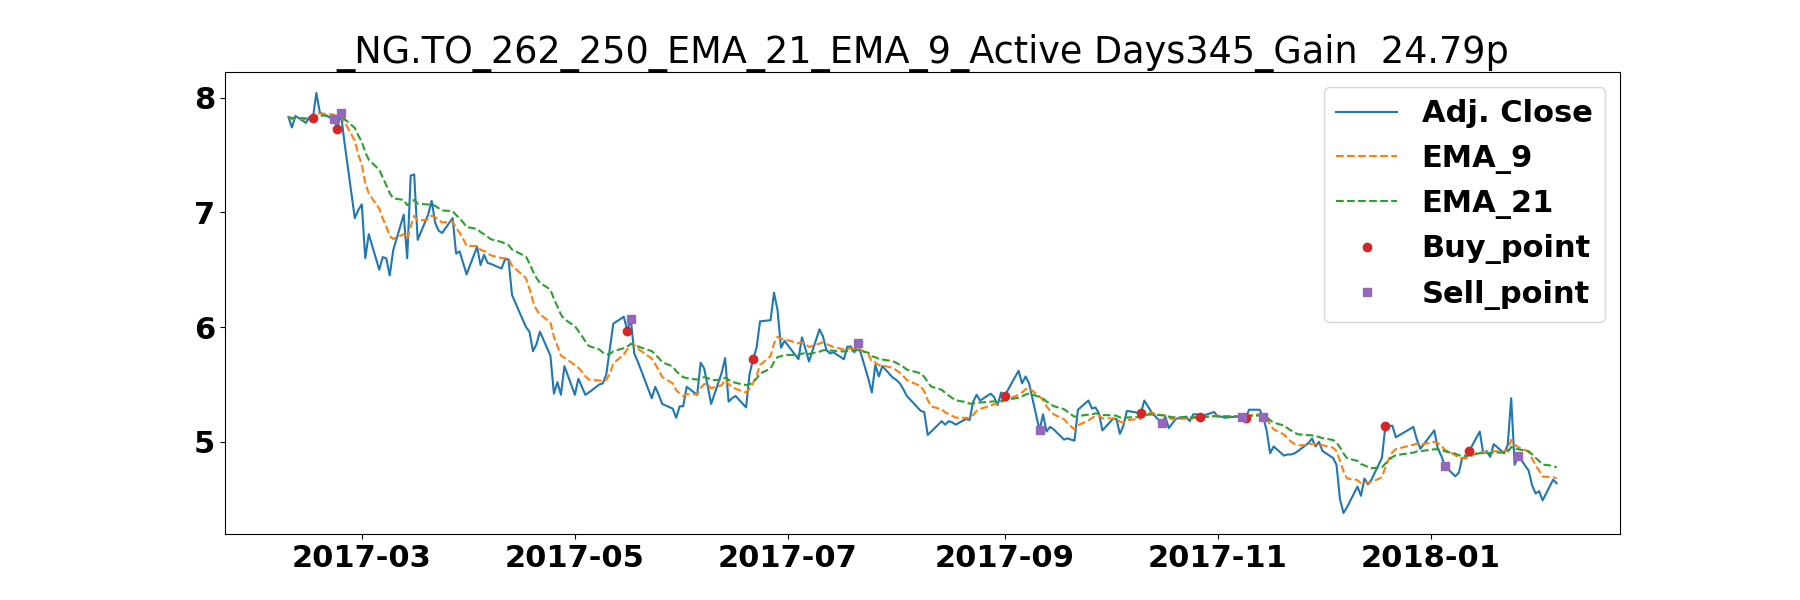 _NG.TO_262_250_EMA_21_EMA_9_Active Days345_Gain  24.79p
8
7
6
5
Adj. Close
EMA_9
EMA_21
Buy_point
Sell_point
2017-03 2017-05 2017-07 2017-09 2017-11 2018-01